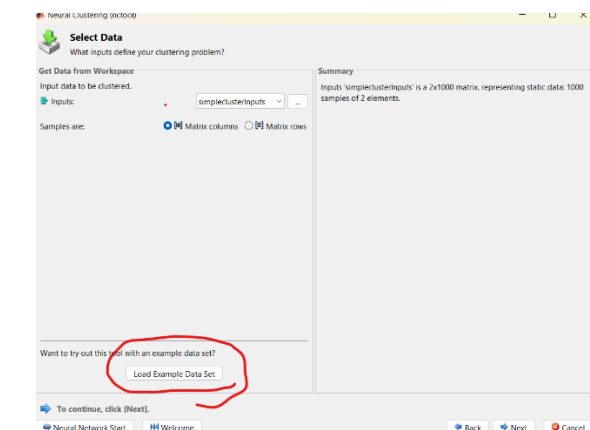 Neural Clustering (nctool)
Select Data
What inputs define your clustering problem?
Get Data from Workspace
Input data to be clustered.
Inputs:
simpleclusterInputs
...
Samples are:
Matrix columns
Matrix rows
Summary
Inputs 'simpleclusterInputs' is a 2x1000 matrix, representing static data: 1000
samples of 2 elements.
Want to try out this tool with an example data set?
Load Example Data Set
To continue, click [Next].
Neural Network Start
Welcome
Back
Next
Cancel